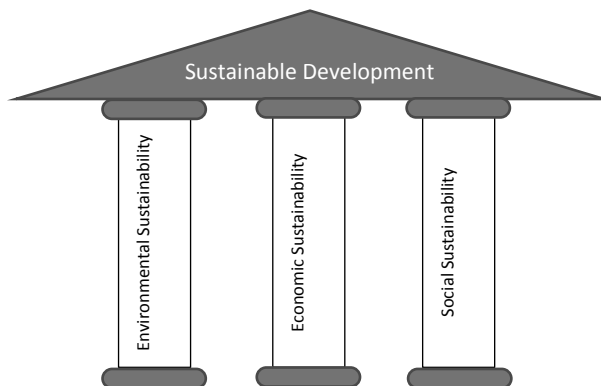 Sustainable Development
Environmental Sustainability
Economic Sustainability
Social Sustainability